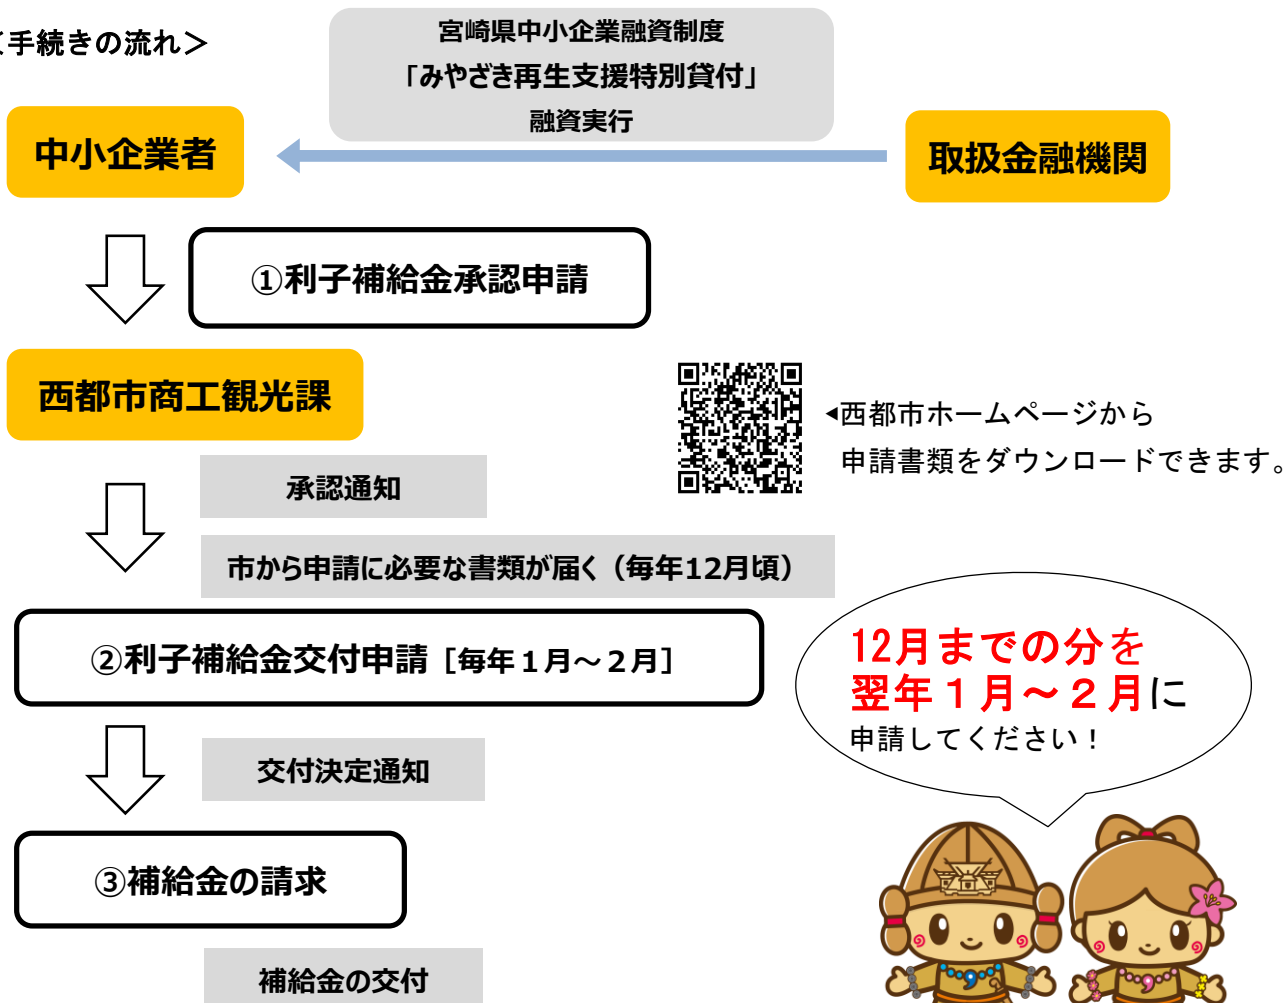 ＜手続きの流れ＞
宮崎県中小企業融資制度
「みやざき再生支援特別貸付」
融資実行
中小企業者
取扱金融機関
①利子補給金承認申請
西都市商工観光課
◀西都市ホームページから
申請書類をダウンロードできます。
承認通知
市から申請に必要な書類が届く（毎年12月頃）
②利子補給金交付申請［毎年１月～２月］
12月までの分を
翌年１月～２月に
申請してください！
交付決定通知
③補給金の請求
補給金の交付